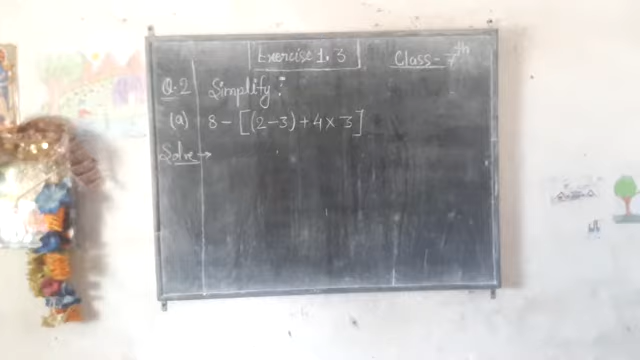 Exercise 1.3
Class - 7th
Q.2 Simplify :
(a) 8 - [(2-3) + 4 × 3]
Solve →